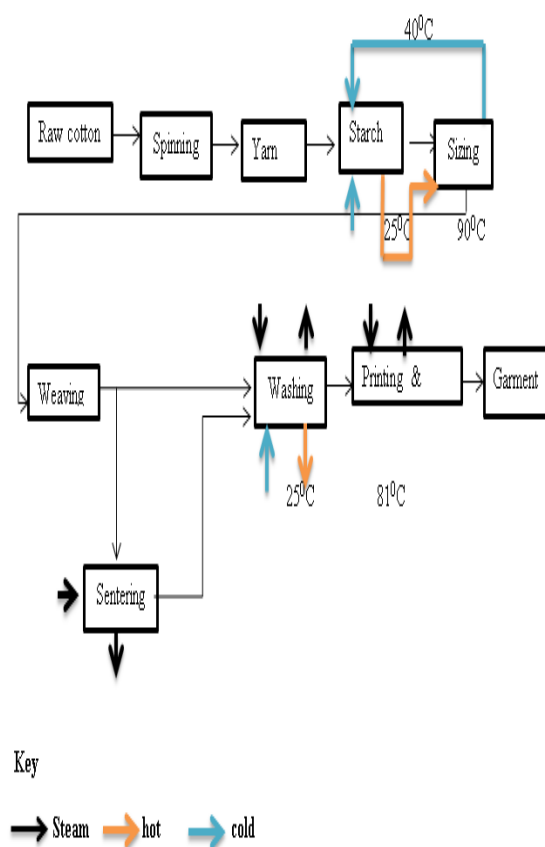 40⁰C
Raw cotton
Spinning
Yarn
Starch
Sizing
25⁰C
90⁰C
Weaving
Washing
Printing &
Garment
25⁰C
81⁰C
Sentering
Key
Steam
hot
cold